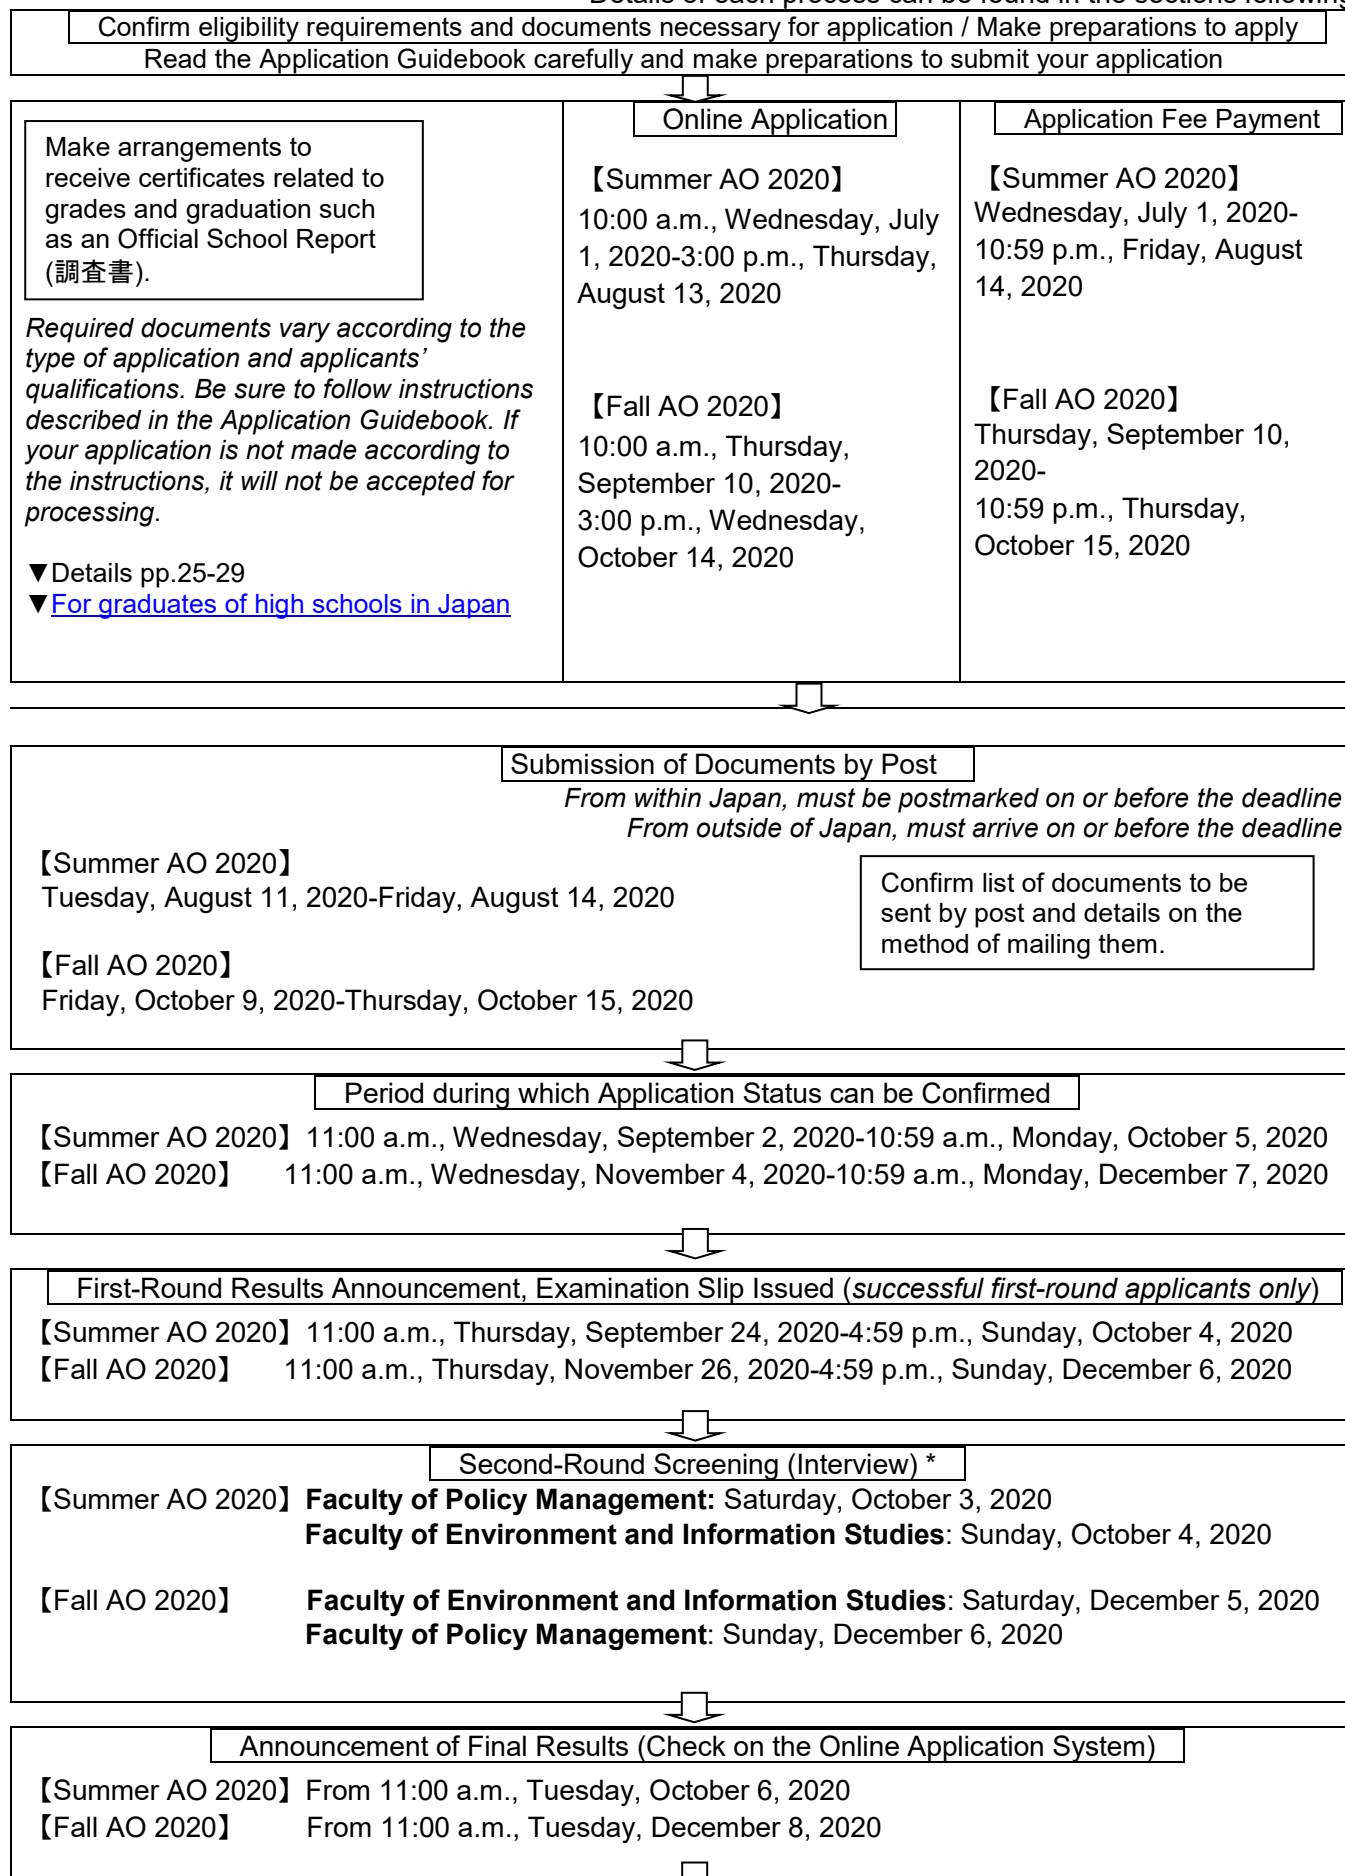 Details of each process can be found in the sections following
Confirm eligibility requirements and documents necessary for application / Make preparations to apply
Read the Application Guidebook carefully and make preparations to submit your application
Make arrangements to
receive certificates related to
grades and graduation such
as an Official School Report
(調査書).
Required documents vary according to the
type of application and applicants’
qualifications. Be sure to follow instructions
described in the Application Guidebook. If
your application is not made according to
the instructions, it will not be accepted for
processing.
▼Details pp.25-29
▼For graduates of high schools in Japan
Online Application
【Summer AO 2020】
10:00 a.m., Wednesday, July
1, 2020-3:00 p.m., Thursday,
August 13, 2020
【Fall AO 2020】
10:00 a.m., Thursday,
September 10, 2020-
3:00 p.m., Wednesday,
October 14, 2020
Application Fee Payment
【Summer AO 2020】
Wednesday, July 1, 2020-
10:59 p.m., Friday, August
14, 2020
【Fall AO 2020】
Thursday, September 10,
2020-
10:59 p.m., Thursday,
October 15, 2020
Submission of Documents by Post
From within Japan, must be postmarked on or before the deadline
From outside of Japan, must arrive on or before the deadline
【Summer AO 2020】
Tuesday, August 11, 2020-Friday, August 14, 2020
【Fall AO 2020】
Friday, October 9, 2020-Thursday, October 15, 2020
Confirm list of documents to be
sent by post and details on the
method of mailing them.
Period during which Application Status can be Confirmed
【Summer AO 2020】 11:00 a.m., Wednesday, September 2, 2020-10:59 a.m., Monday, October 5, 2020
【Fall AO 2020】 11:00 a.m., Wednesday, November 4, 2020-10:59 a.m., Monday, December 7, 2020
First-Round Results Announcement, Examination Slip Issued (successful first-round applicants only)
【Summer AO 2020】 11:00 a.m., Thursday, September 24, 2020-4:59 p.m., Sunday, October 4, 2020
【Fall AO 2020】 11:00 a.m., Thursday, November 26, 2020-4:59 p.m., Sunday, December 6, 2020
Second-Round Screening (Interview) *
【Summer AO 2020】 Faculty of Policy Management: Saturday, October 3, 2020
Faculty of Environment and Information Studies: Sunday, October 4, 2020
【Fall AO 2020】 Faculty of Environment and Information Studies: Saturday, December 5, 2020
Faculty of Policy Management: Sunday, December 6, 2020
Announcement of Final Results (Check on the Online Application System)
【Summer AO 2020】 From 11:00 a.m., Tuesday, October 6, 2020
【Fall AO 2020】 From 11:00 a.m., Tuesday, December 8, 2020